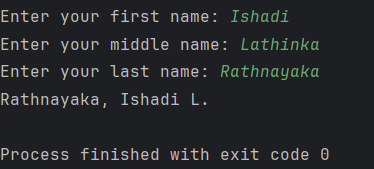 Enter your first name: Ishadi
Enter your middle name: Lathinka
Enter your last name: Rathnayaka
Rathnayaka, Ishadi L.
Process finished with exit code 0